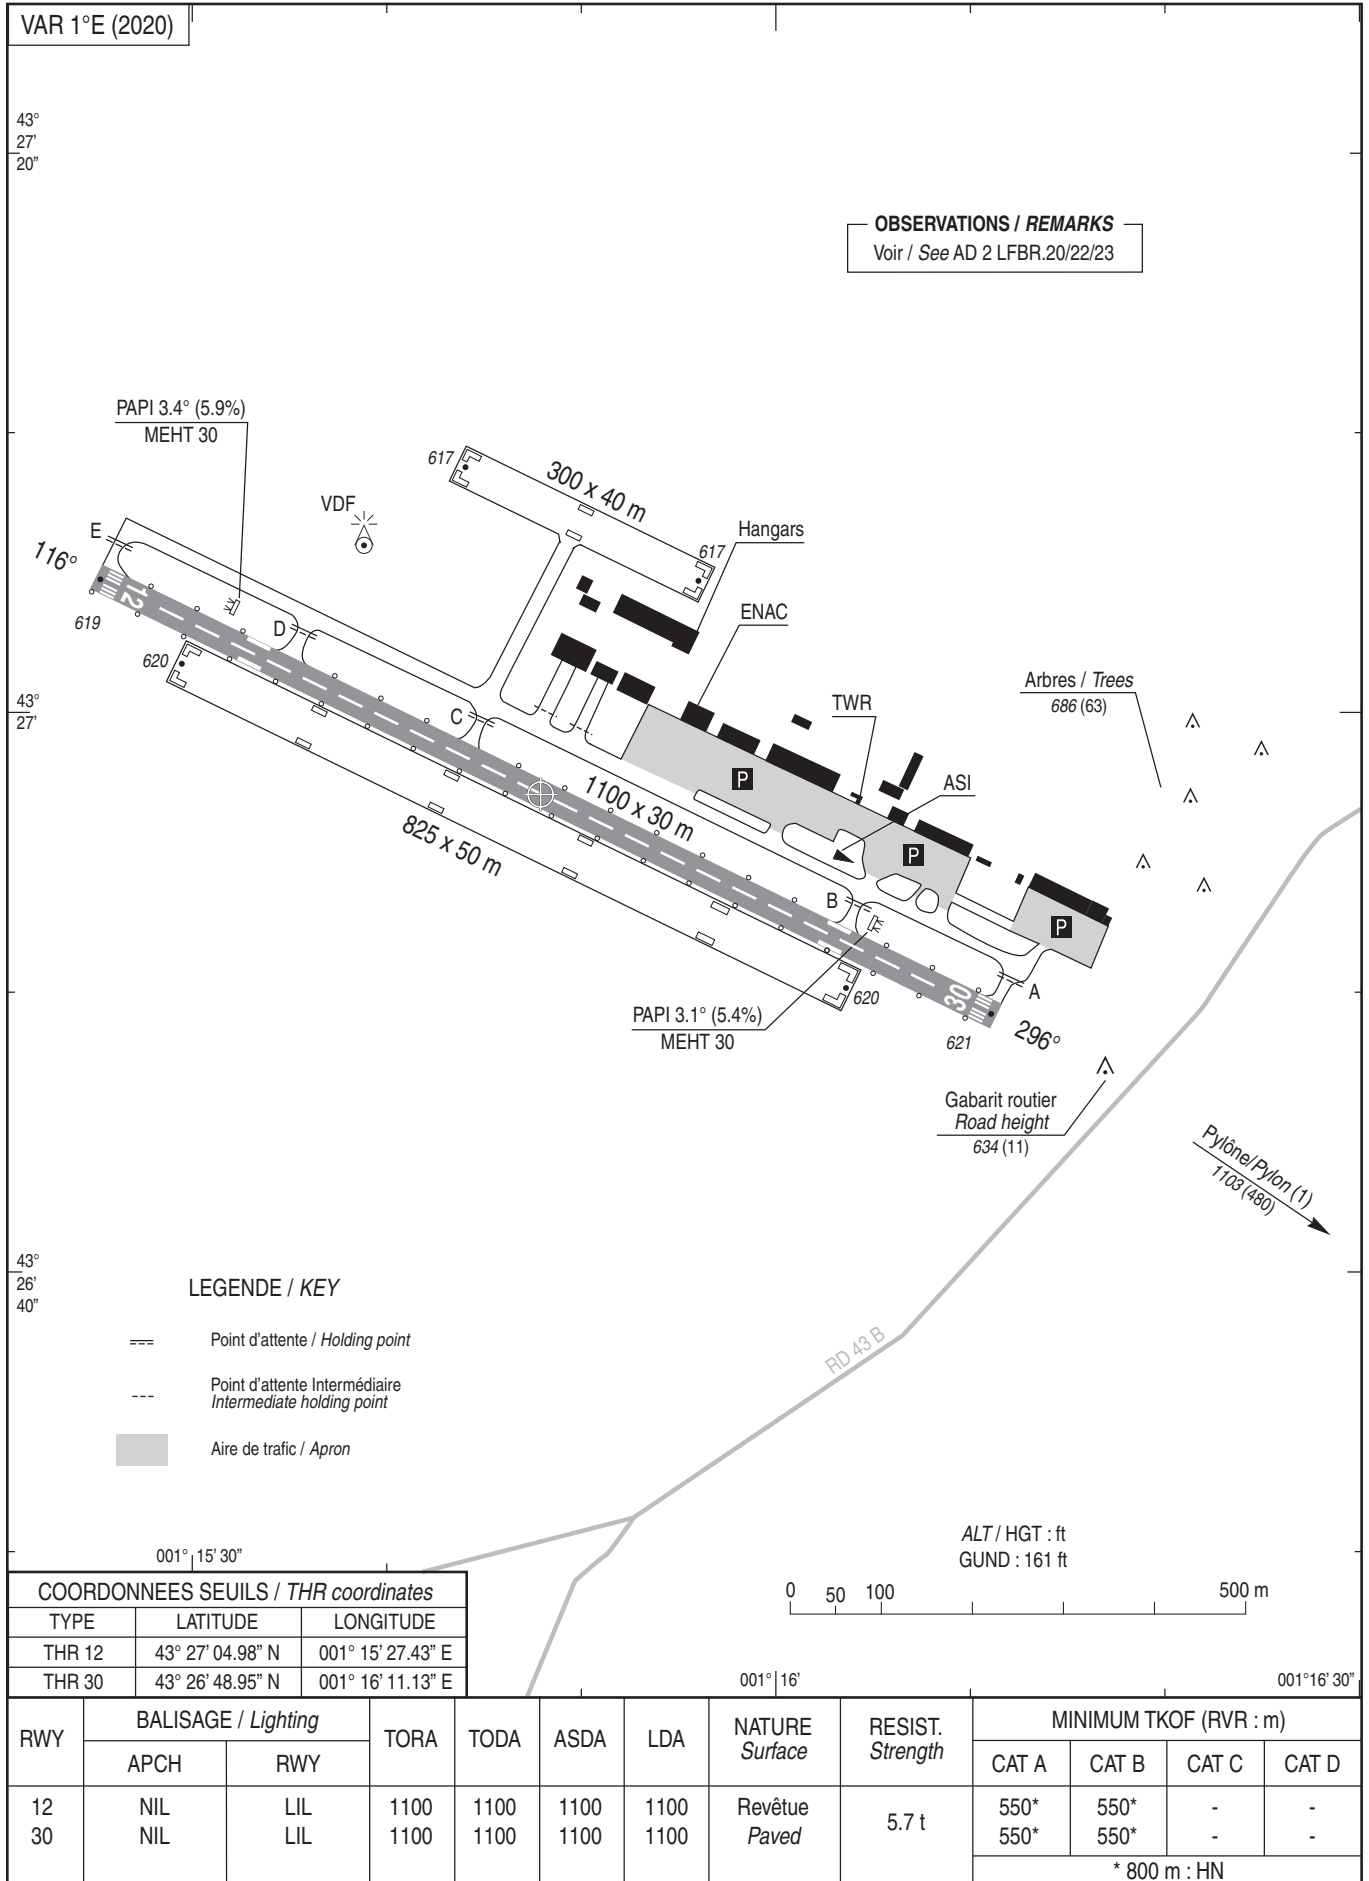 VAR 1°E (2020)
43°
27'
20”
OBSERVATIONS / REMARKS
Voir / See AD 2 LFBR.20/22/23
PAPI 3.4° (5.9%)
MEHT 30
617
300 x 40 m
VDF
Hangars
E
116°
617
12
ENAC
619
D
620
Arbres / Trees
686 (63)
43°
27'
TWR
C
P
ASI
1100 x 30 m
825 x 50 m
P
B
P
A
30
620
PAPI 3.1° (5.4%)
MEHT 30
621
296°
Gabarit routier
Road height
634 (11)
Pylône/Pylon (1)
1103 (480)
43°
26'
40”
LEGENDE / KEY
Point d'attente / Holding point
Point d'attente Intermédiaire
Intermediate holding point
Aire de trafic / Apron
RD 43 B
ALT / HGT : ft
GUND : 161 ft
001° 15' 30”
0 50 100 500 m
COORDONNEES SEUILS / THR coordinates
TYPE LATITUDE LONGITUDE
THR 12 43° 27' 04.98” N 001° 15' 27.43” E
THR 30 43° 26' 48.95” N 001° 16' 11.13” E
001° 16'
001°16' 30”
RWY BALISAGE / Lighting TORA TODA ASDA LDA NATURE RESIST. MINIMUM TKOF (RVR : m)
Surface Strength
APCH RWY CAT A CAT B CAT C CAT D
12 NIL LIL 1100 1100 1100 1100 Revêtue 5.7 t 550* 550* - -
30 NIL LIL 1100 1100 1100 1100 Paved 550* 550* - -
* 800 m : HN